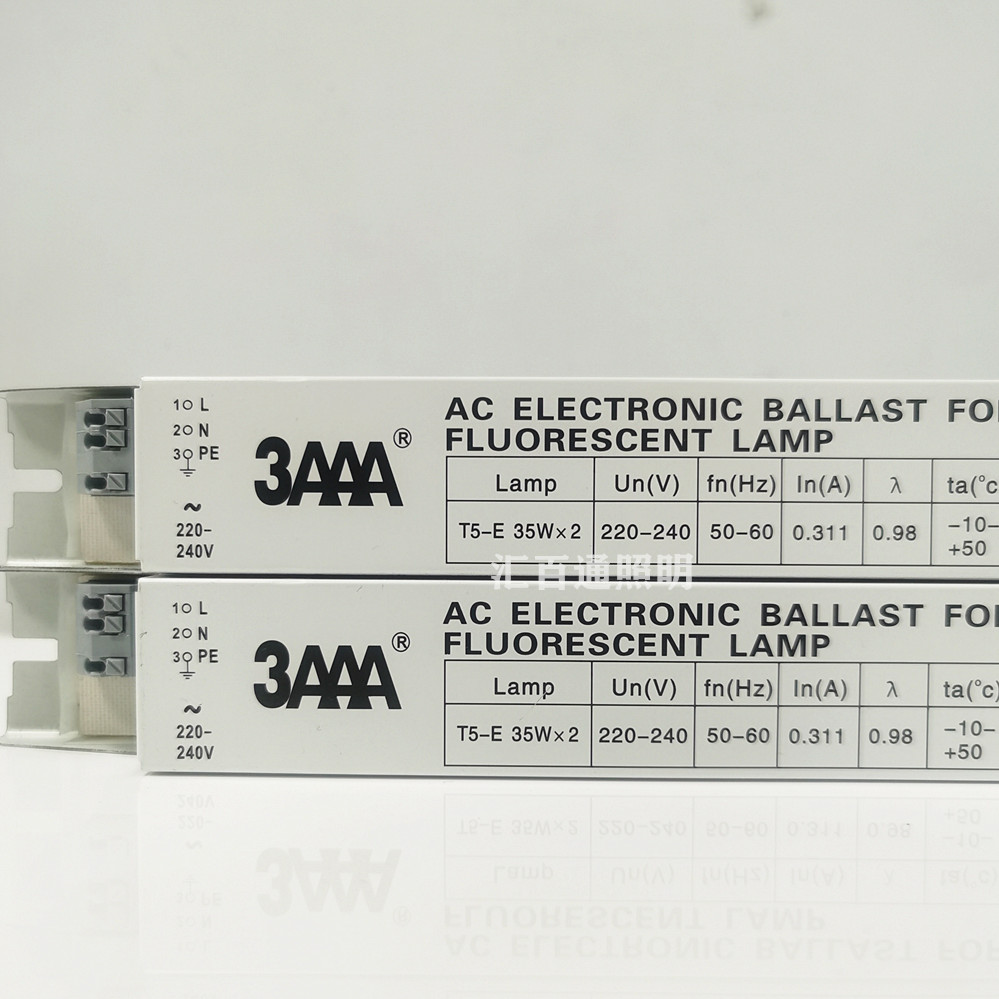 1 L
2 N
3 PE
~
220-
240V
3AAA®
AC ELECTRONIC BALLAST FO
FLUORESCENT LAMP
Lamp Un(V) fn(Hz) In(A) λ ta(°c
T5-E 35W×2 220-240 50-60 0.311 0.98 -10-
+50
汇百通照明
1 L
2 N
3 PE
~
220-
240V
3AAA®
AC ELECTRONIC BALLAST FO
FLUORESCENT LAMP
Lamp Un(V) fn(Hz) In(A) λ ta(°c)
T5-E 35W×2 220-240 50-60 0.311 0.98 -10-
+50